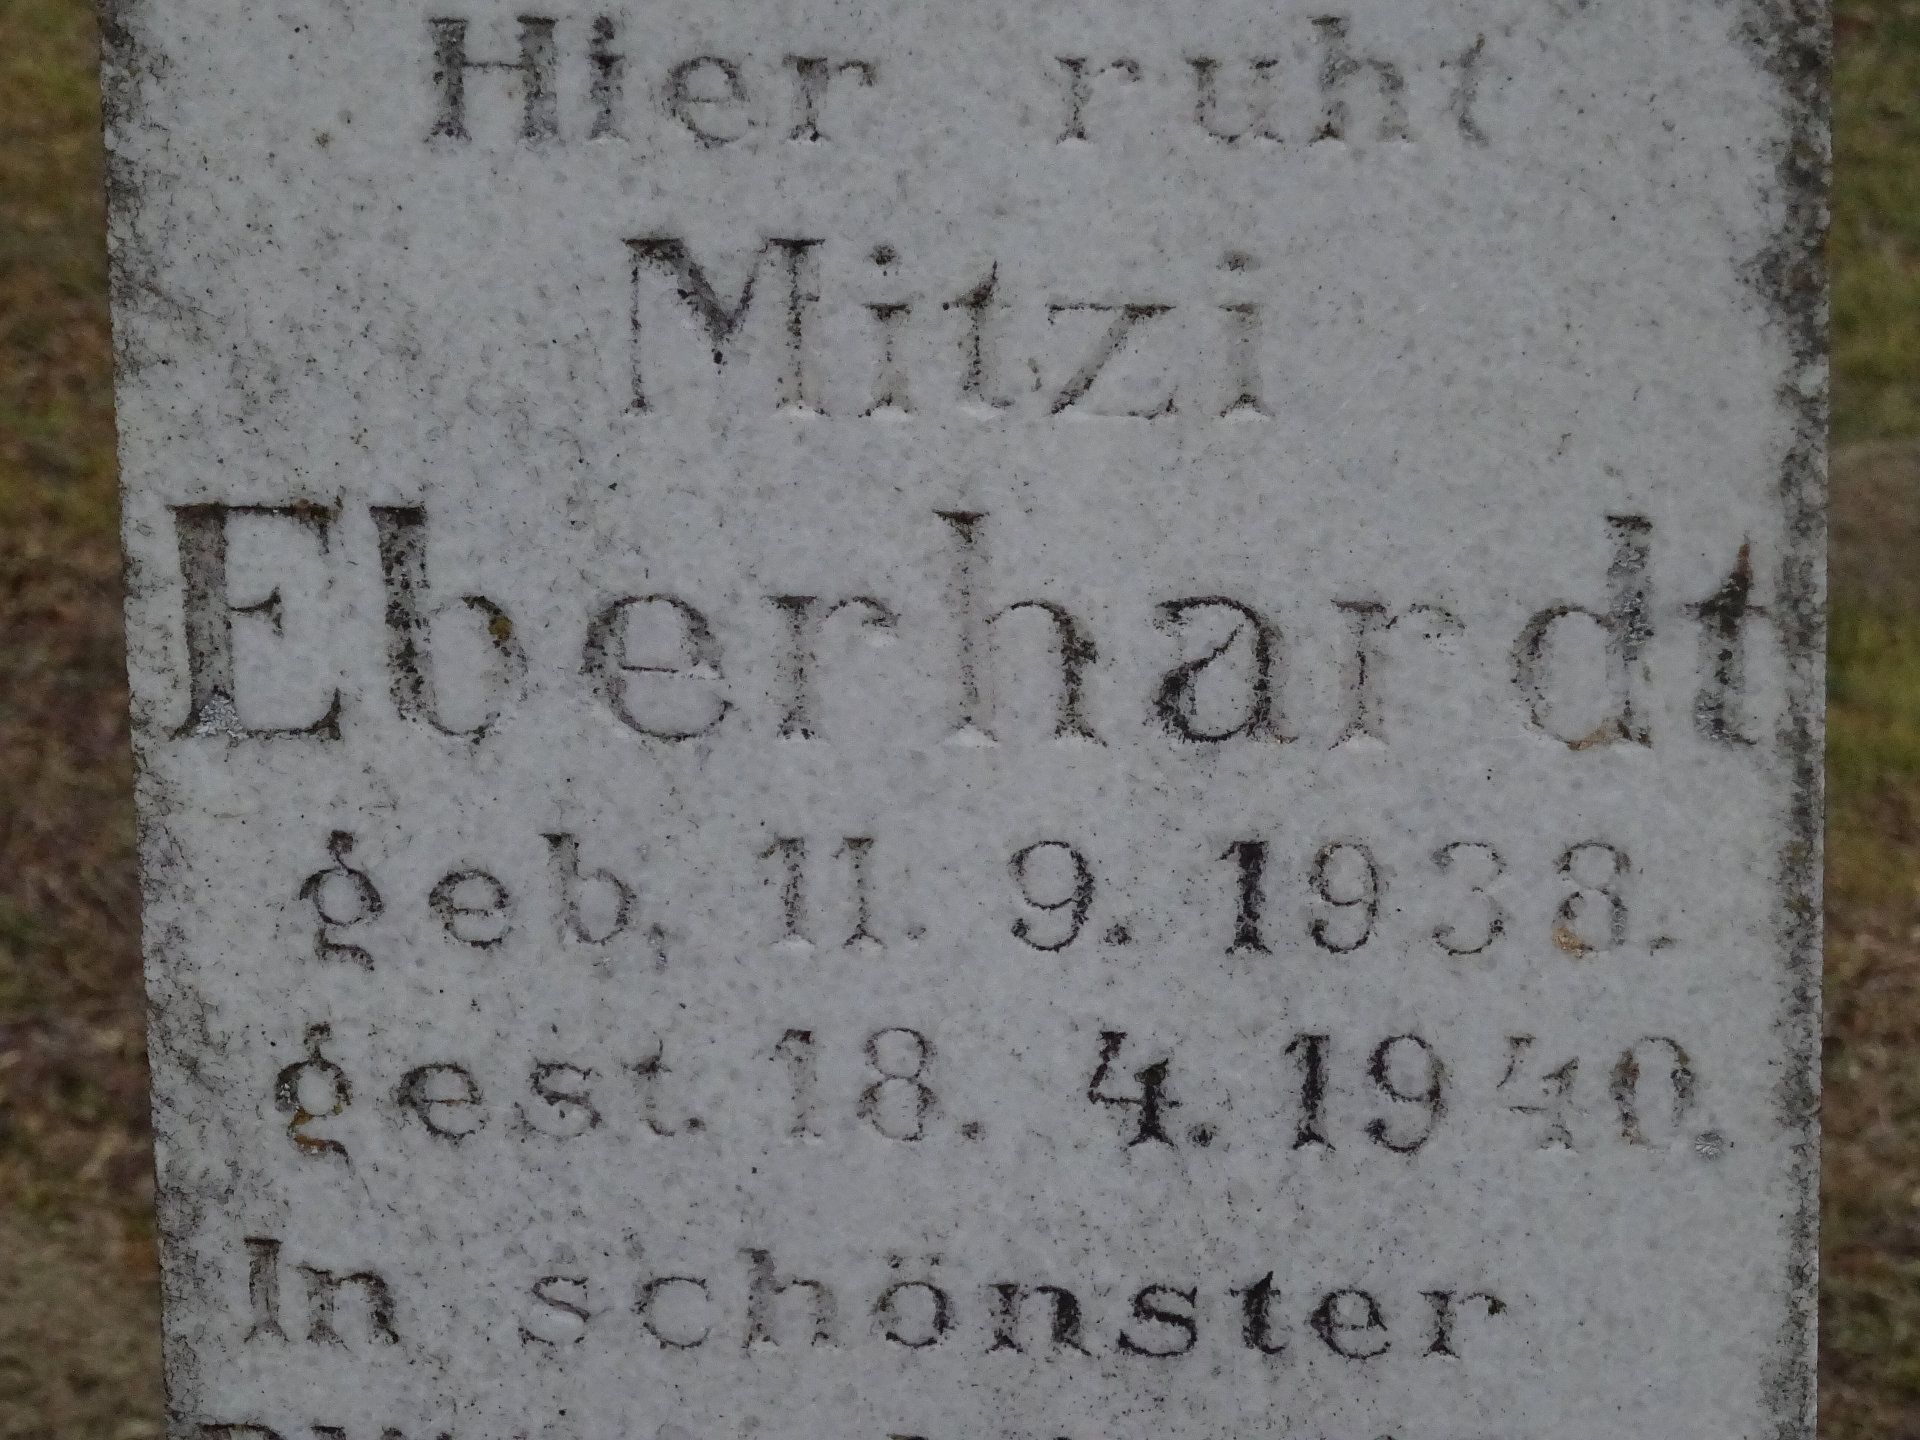 Hier ruht
Mitzi
Eberhardt
geb. 11. 9. 1938.
gest. 18. 4. 1940.
In schönster